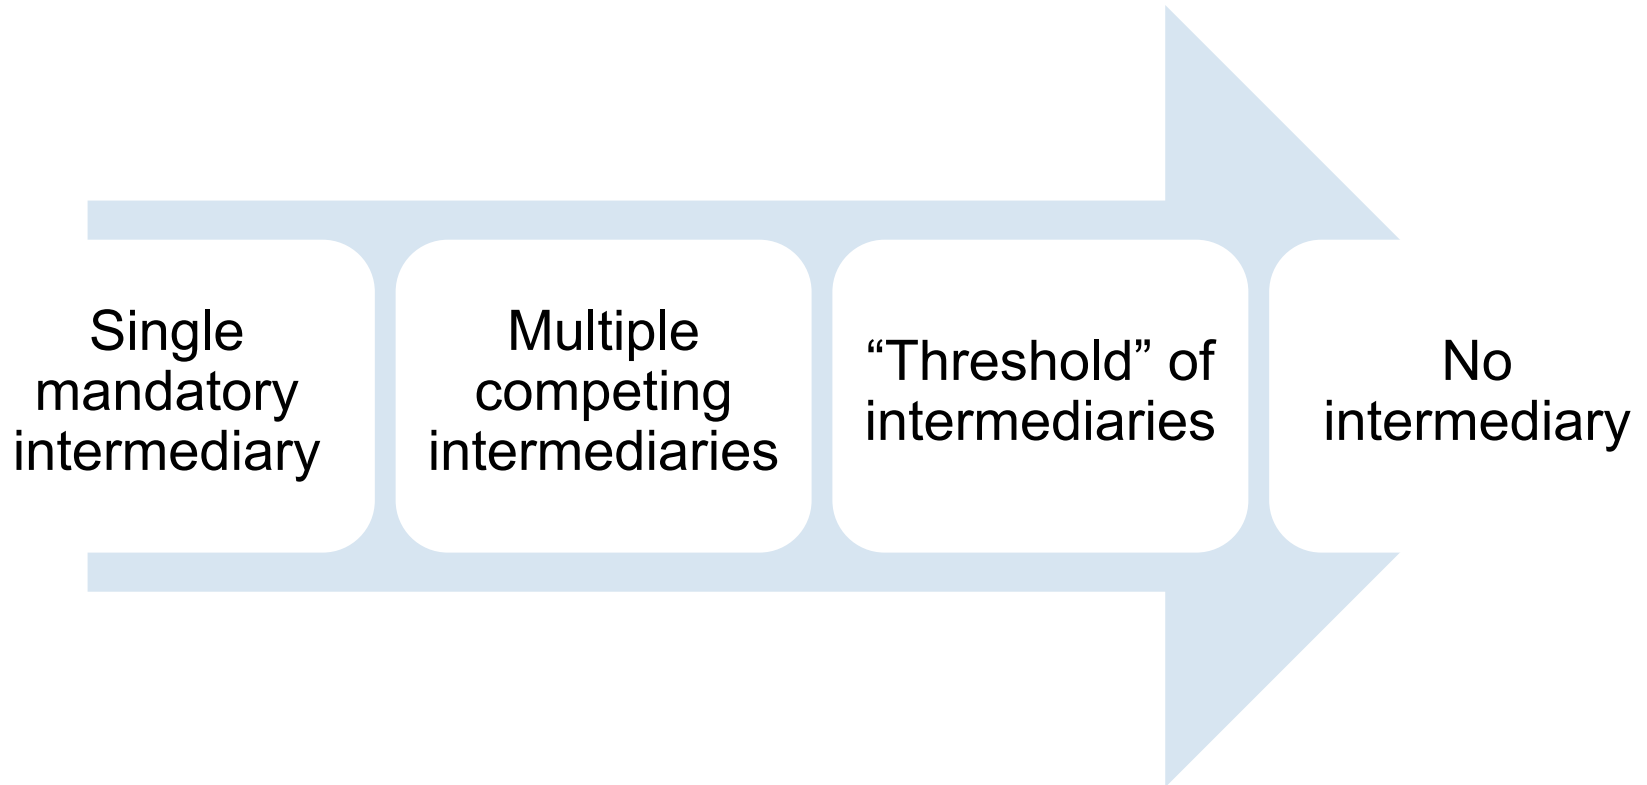 Single
mandatory
intermediary
Multiple
competing
intermediaries
“Threshold” of
intermediaries
No
intermediary